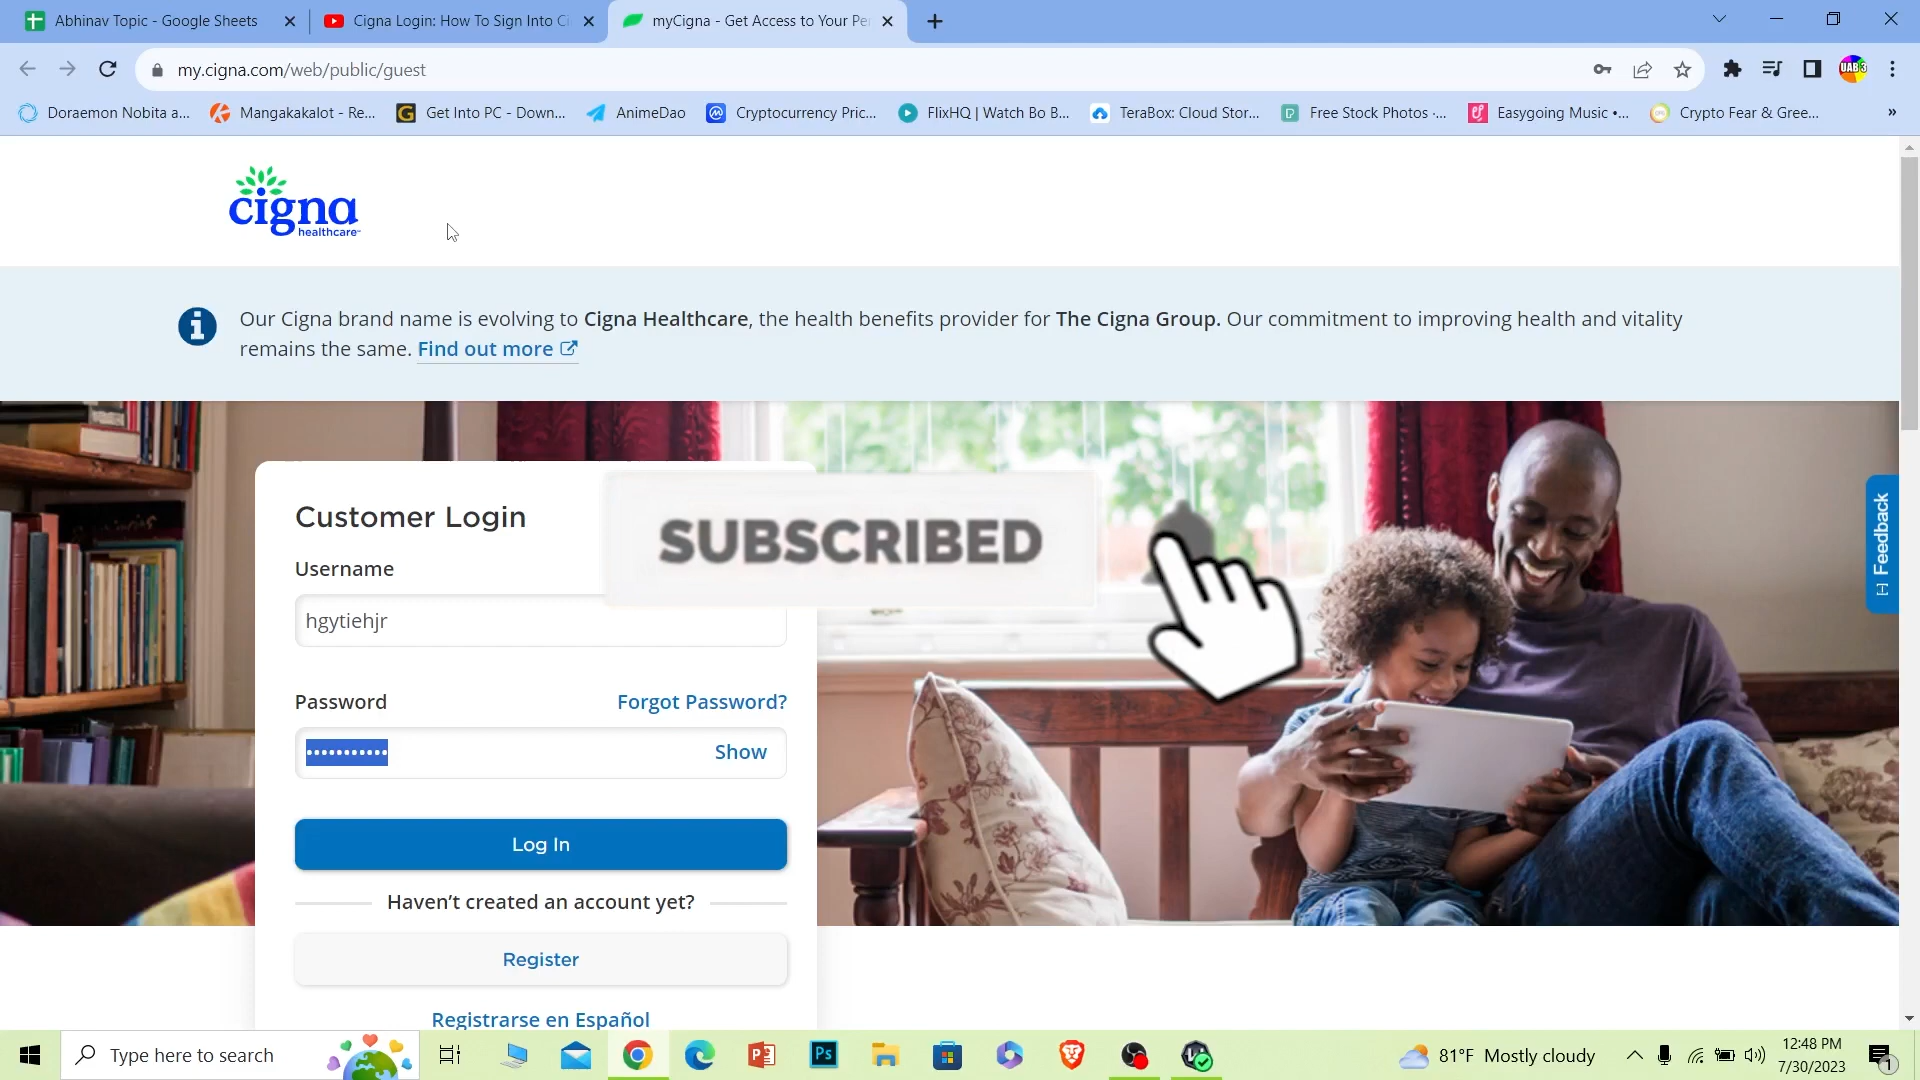 Abhinav Topic - Google Sheets
Cigna Login: How To Sign Into Ci
myCigna - Get Access to Your Pe
my.cigna.com/web/public/guest
UAB 3
Doraemon Nobita a...
Mangakakalot - Re...
Get Into PC - Down...
AnimeDao
Cryptocurrency Pric...
FlixHQ | Watch Bo B...
TeraBox: Cloud Stor...
Free Stock Photos ·...
Easygoing Music •...
Crypto Fear & Gree...
»
cigna
healthcare
Our Cigna brand name is evolving to Cigna Healthcare, the health benefits provider for The Cigna Group. Our commitment to improving health and vitality
remains the same. Find out more
Customer Login
SUBSCRIBED
Username
hgytiehjr
Password
Forgot Password?
•••••••••••
Show
Log In
Haven’t created an account yet?
Register
Registrarse en Español
[-] Feedback
Type here to search
81°F Mostly cloudy
12:48 PM
7/30/2023
1